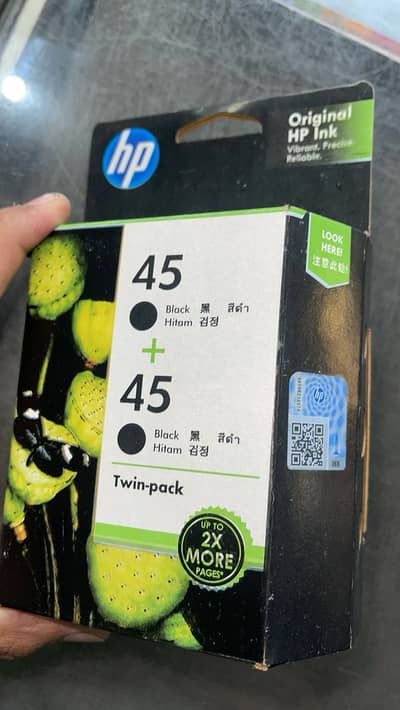 Original
HP Ink
Vibrant. Precise.
Reliable.
hp
LOOK
HERE!
注意此处!
45
Black 黑 สีดำ
Hitam 검정
+
45
Black 黑 สีดำ
Hitam 검정
Twin-pack
UP TO
2X
MORE
PAGES*
hp